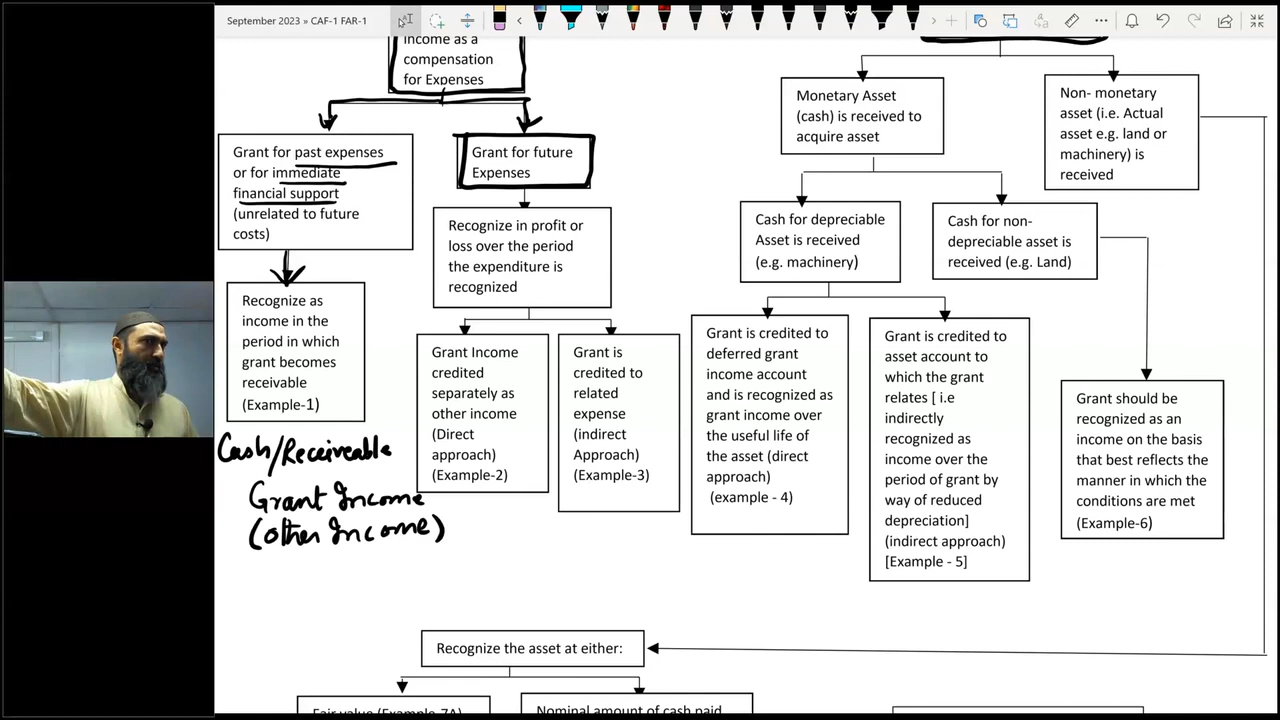 September 2023 » CAF-1 FAR-1
Income as a
compensation
for Expenses
Grant for past expenses
or for immediate
financial support
(unrelated to future
costs)
Grant for future
Expenses
Recognize as
income in the
period in which
grant becomes
receivable
(Example-1)
Recognize in profit or
loss over the period
the expenditure is
recognized
Grant Income
credited
separately as
other income
(Direct
approach)
(Example-2)
Grant is
credited to
related
expense
(indirect
Approach)
(Example-3)
Cash/Receiveable
Grant Income
(other Income)
Monetary Asset
(cash) is received to
acquire asset
Non- monetary
asset (i.e. Actual
asset e.g. land or
machinery) is
received
Cash for depreciable
Asset is received
(e.g. machinery)
Cash for non-
depreciable asset is
received (e.g. Land)
Grant is credited to
deferred grant
income account
and is recognized as
grant income over
the useful life of
the asset (direct
approach)
(example - 4)
Grant is credited to
asset account to
which the grant
relates [ i.e
indirectly
recognized as
income over the
period of grant by
way of reduced
depreciation]
(indirect approach)
[Example - 5]
Grant should be
recognized as an
income on the basis
that best reflects the
manner in which the
conditions are met
(Example-6)
Recognize the asset at either:
Fair value (Example-7A)
Nominal amount of cash paid